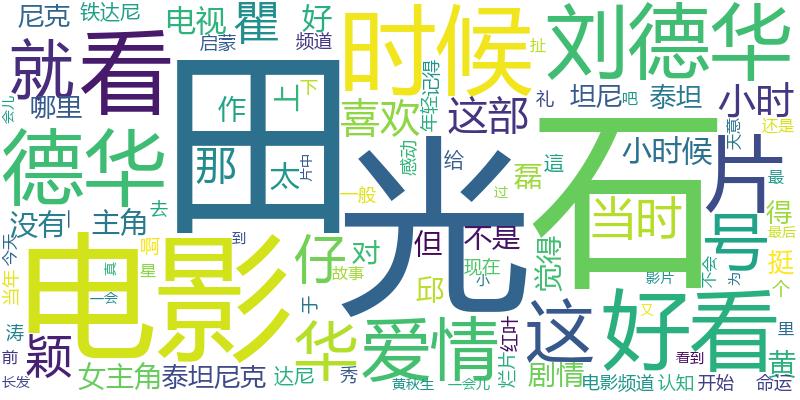 尼克
铁达尼
电视
瞿
好
启蒙
频道
就
看
田
时候
刘德华
会儿
哪里
作
上
下
扯
喜欢
年轻记得
这部
礼
坦尼
吧
泰坦
小时
天意
还是
德华
那
太
片中
感动
给
這
磊
小时候
片
最
石
光
当时
没有
主角
去
一般
到
仔
对
但
不是
觉得
号
得
最后
电影
今天
当年
啊
星
真
一会
故事
于
邱
现在
小
过
影片
不会
为
挺
个
涛
前
颖
长发
女主角
泰坦尼克
达尼
秀
华
爱情
黄秋生
一会儿
红叶
烂片
这
剧情
好看
又
看到
里
黄
电影频道
认知
开始
命运